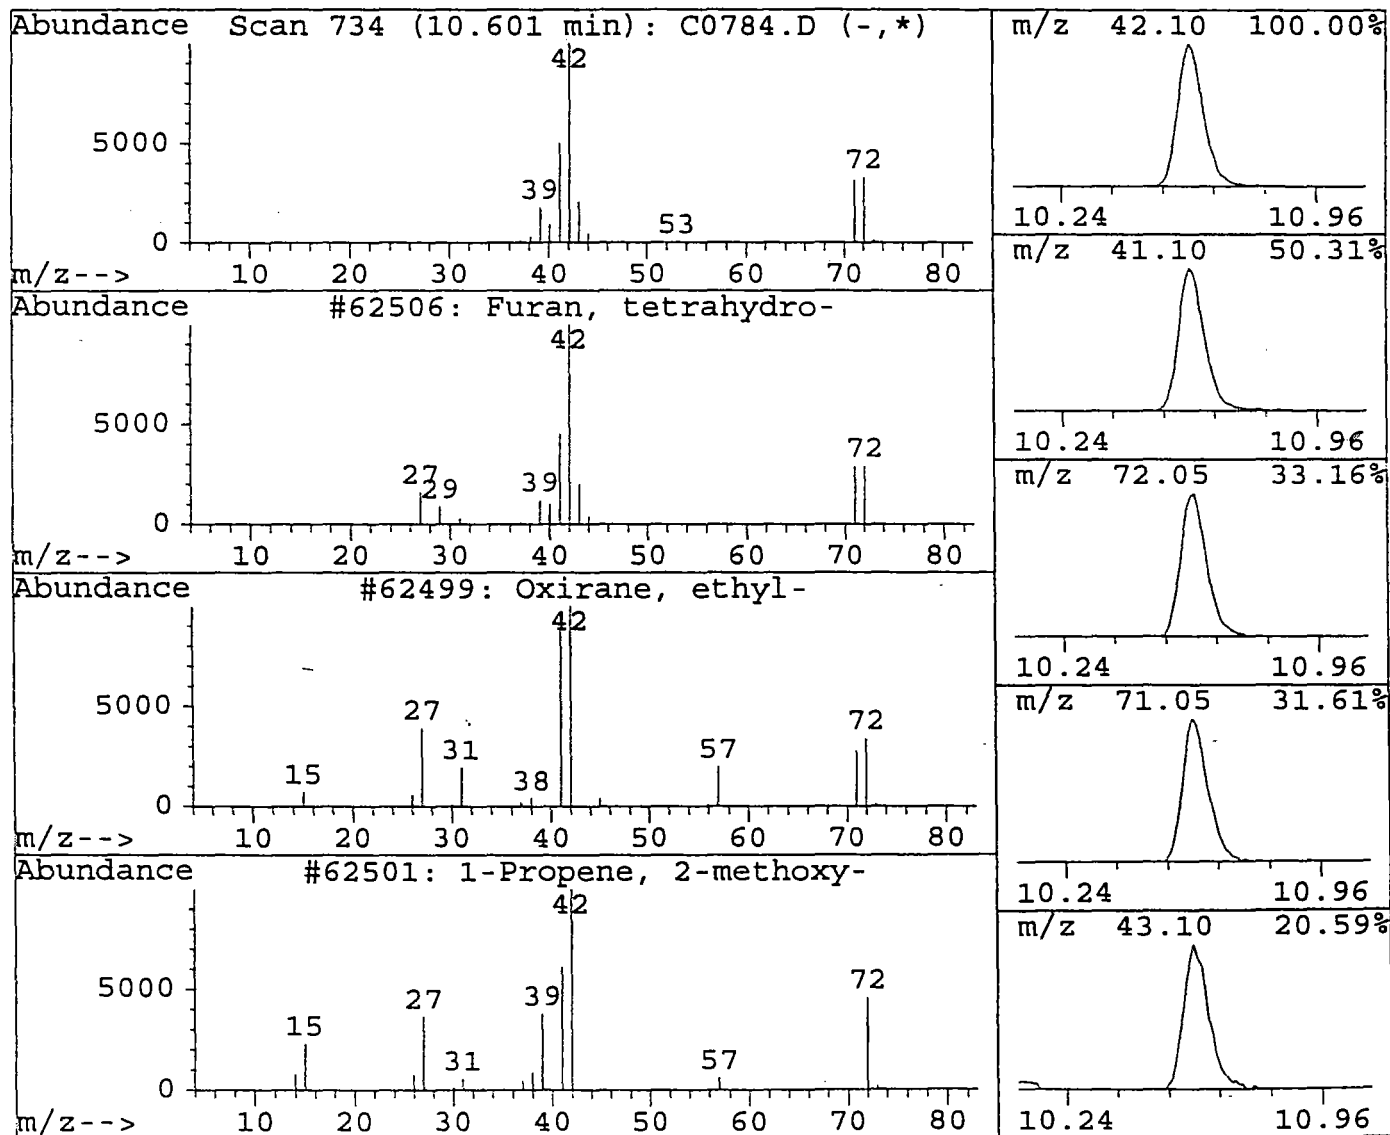 Abundance Scan 734 (10.601 min): C0784.D (-,*)
42
5000
39
72
53
0
m/z--> 10 20 30 40 50 60 70 80
Abundance #62506: Furan, tetrahydro-
42
5000
27
29
39
72
0
m/z--> 10 20 30 40 50 60 70 80
Abundance #62499: Oxirane, ethyl-
42
5000
27
31
57
72
15
38
0
m/z--> 10 20 30 40 50 60 70 80
Abundance #62501: 1-Propene, 2-methoxy-
42
5000
27
39
72
15
31
57
0
m/z--> 10 20 30 40 50 60 70 80
m/z 42.10 100.00%
10.24 10.96
m/z 41.10 50.31%
10.24 10.96
m/z 72.05 33.16%
10.24 10.96
m/z 71.05 31.61%
10.24 10.96
m/z 43.10 20.59%
10.24 10.96